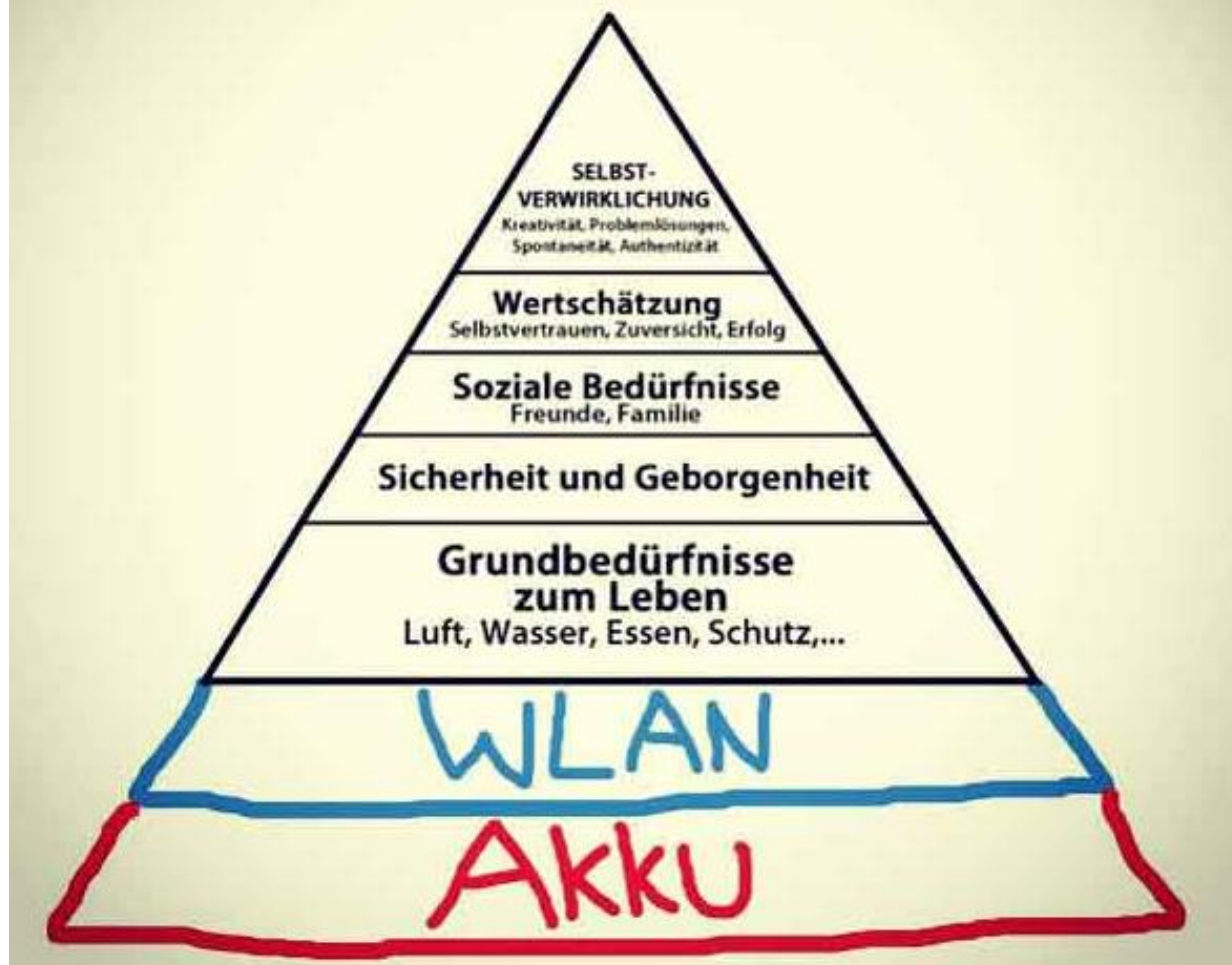 SELBST-
VERWIRKLICHUNG
Kreativität, Problemlösungen,
Spontaneität, Authentizität
Wertschätzung
Selbstvertrauen, Zuversicht, Erfolg
Soziale Bedürfnisse
Freunde, Familie
Sicherheit und Geborgenheit
Grundbedürfnisse
zum Leben
Luft, Wasser, Essen, Schutz,...
WLAN
Akku